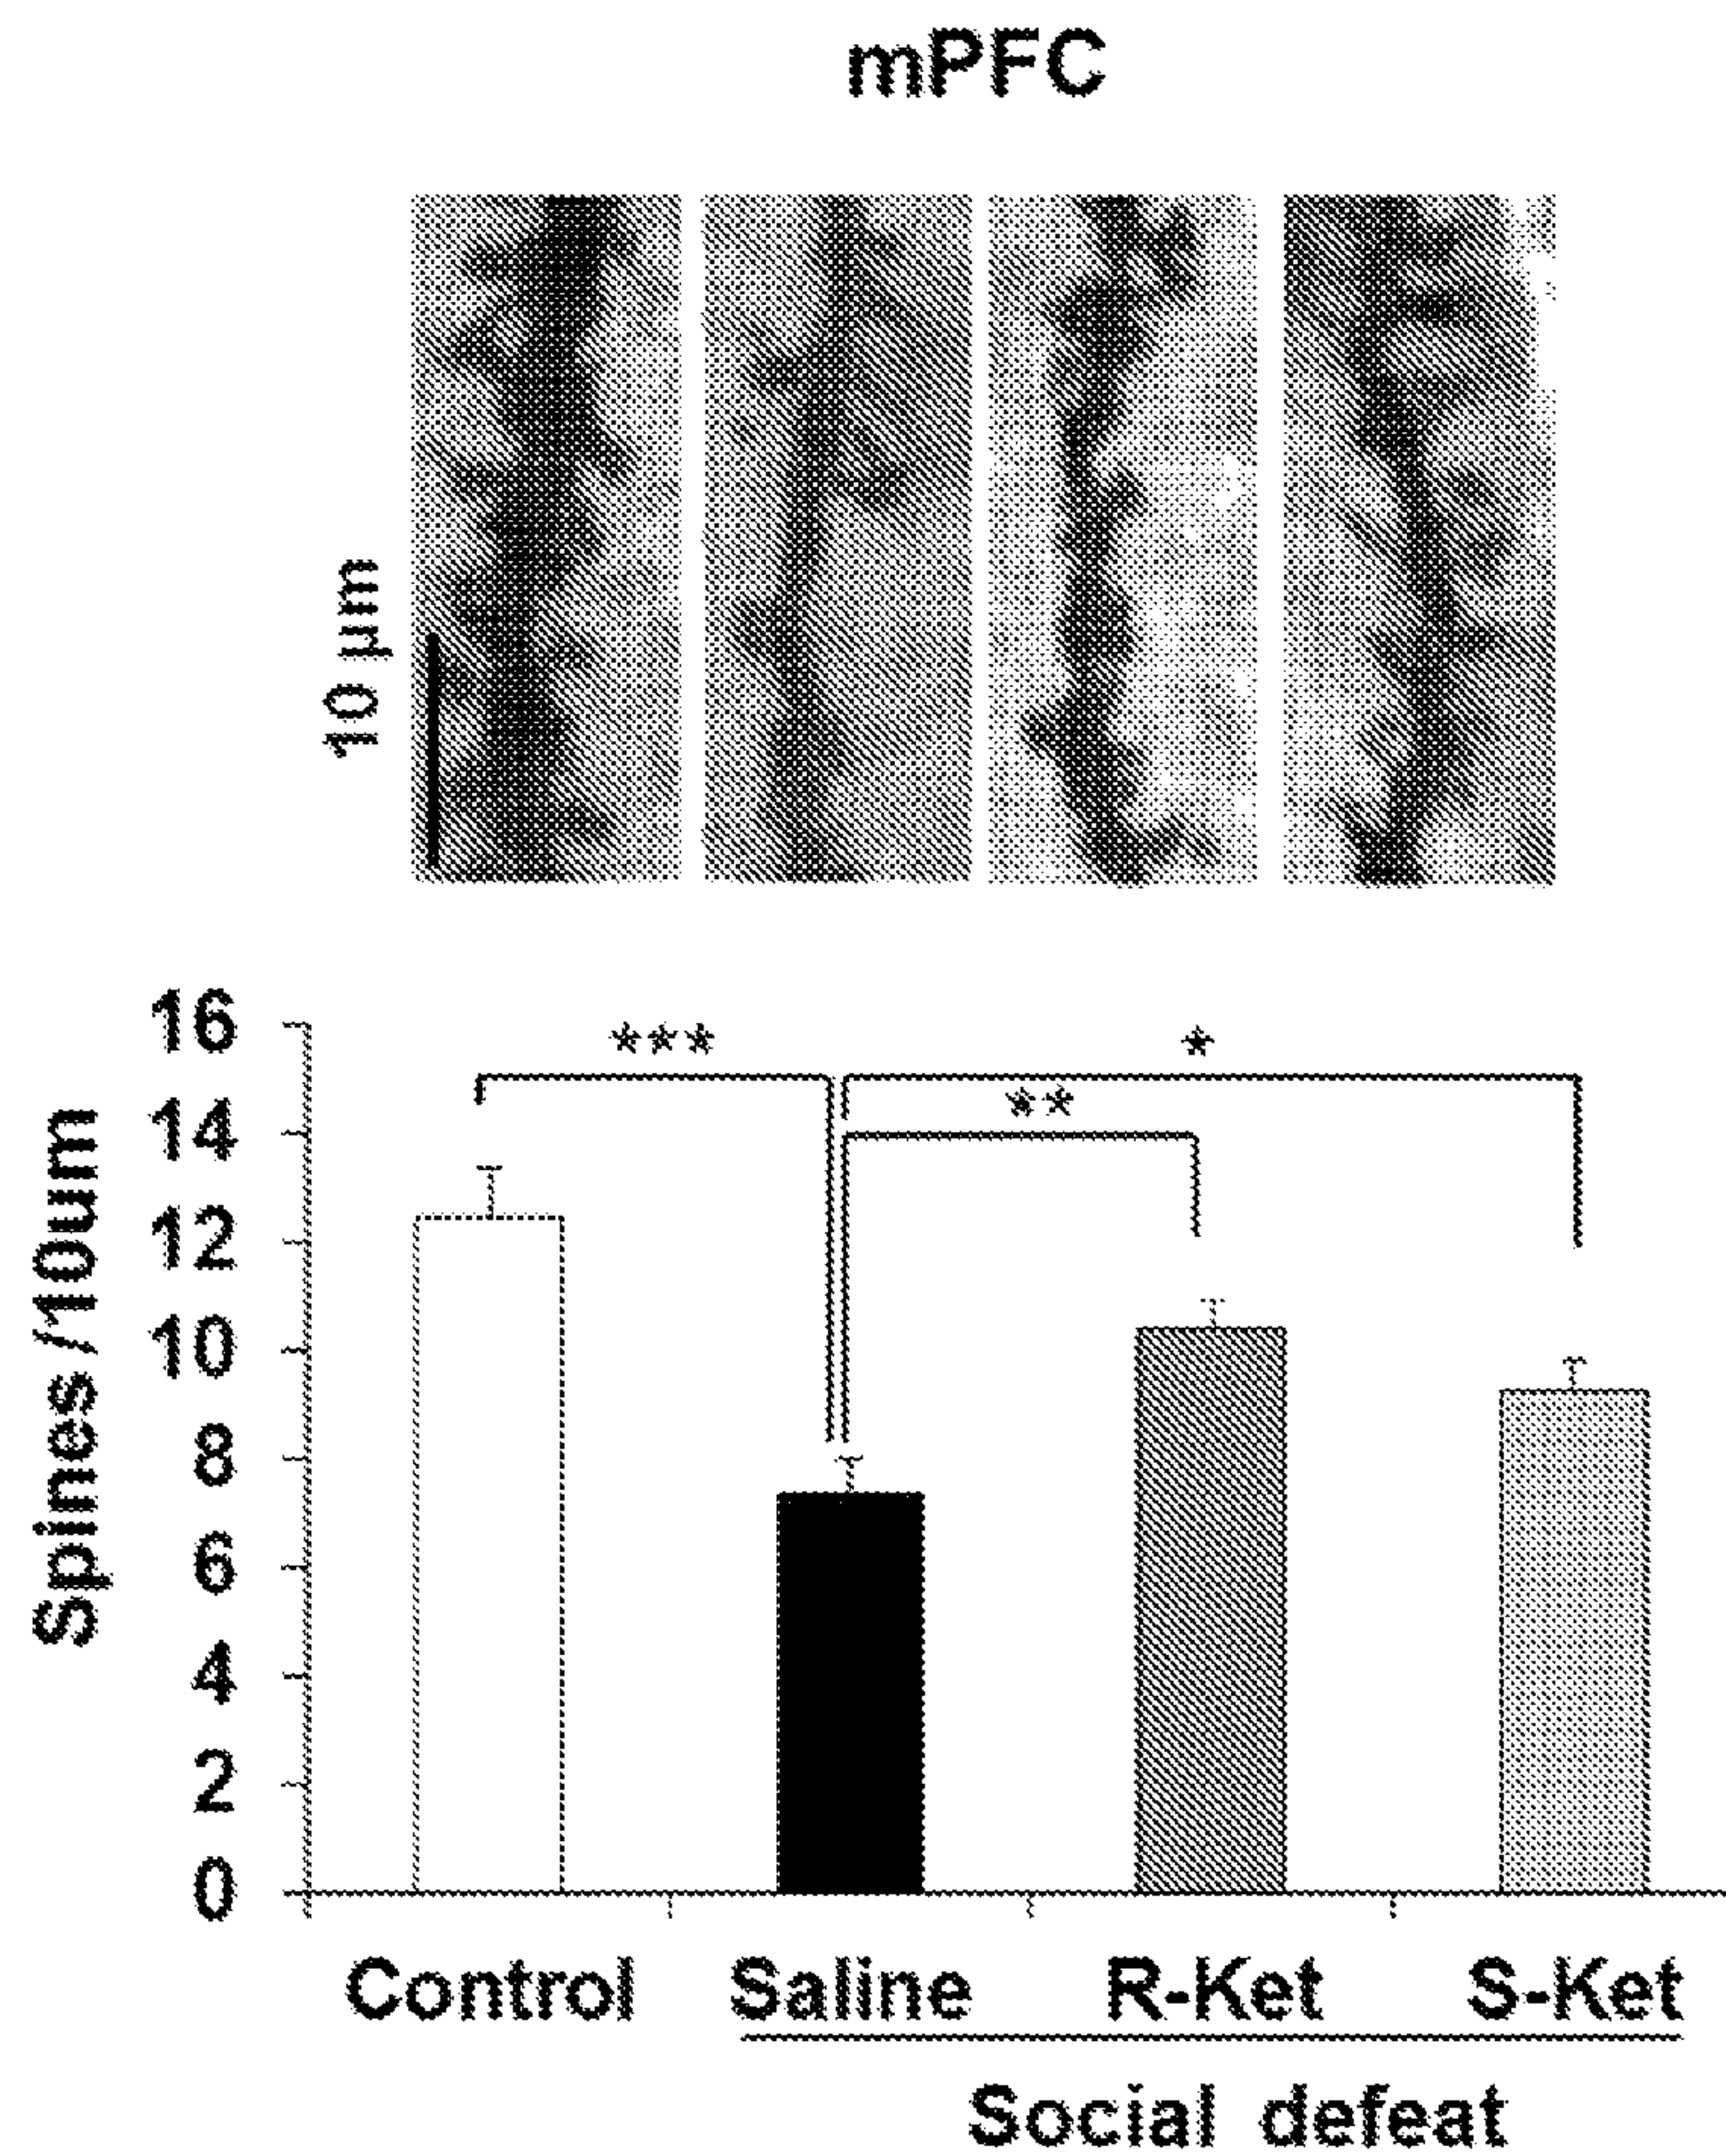 mPFC
10 µm
***
*
**
Spines /10um
16
14
12
10
8
6
4
2
0
Control Saline R-Ket S-Ket
Social defeat